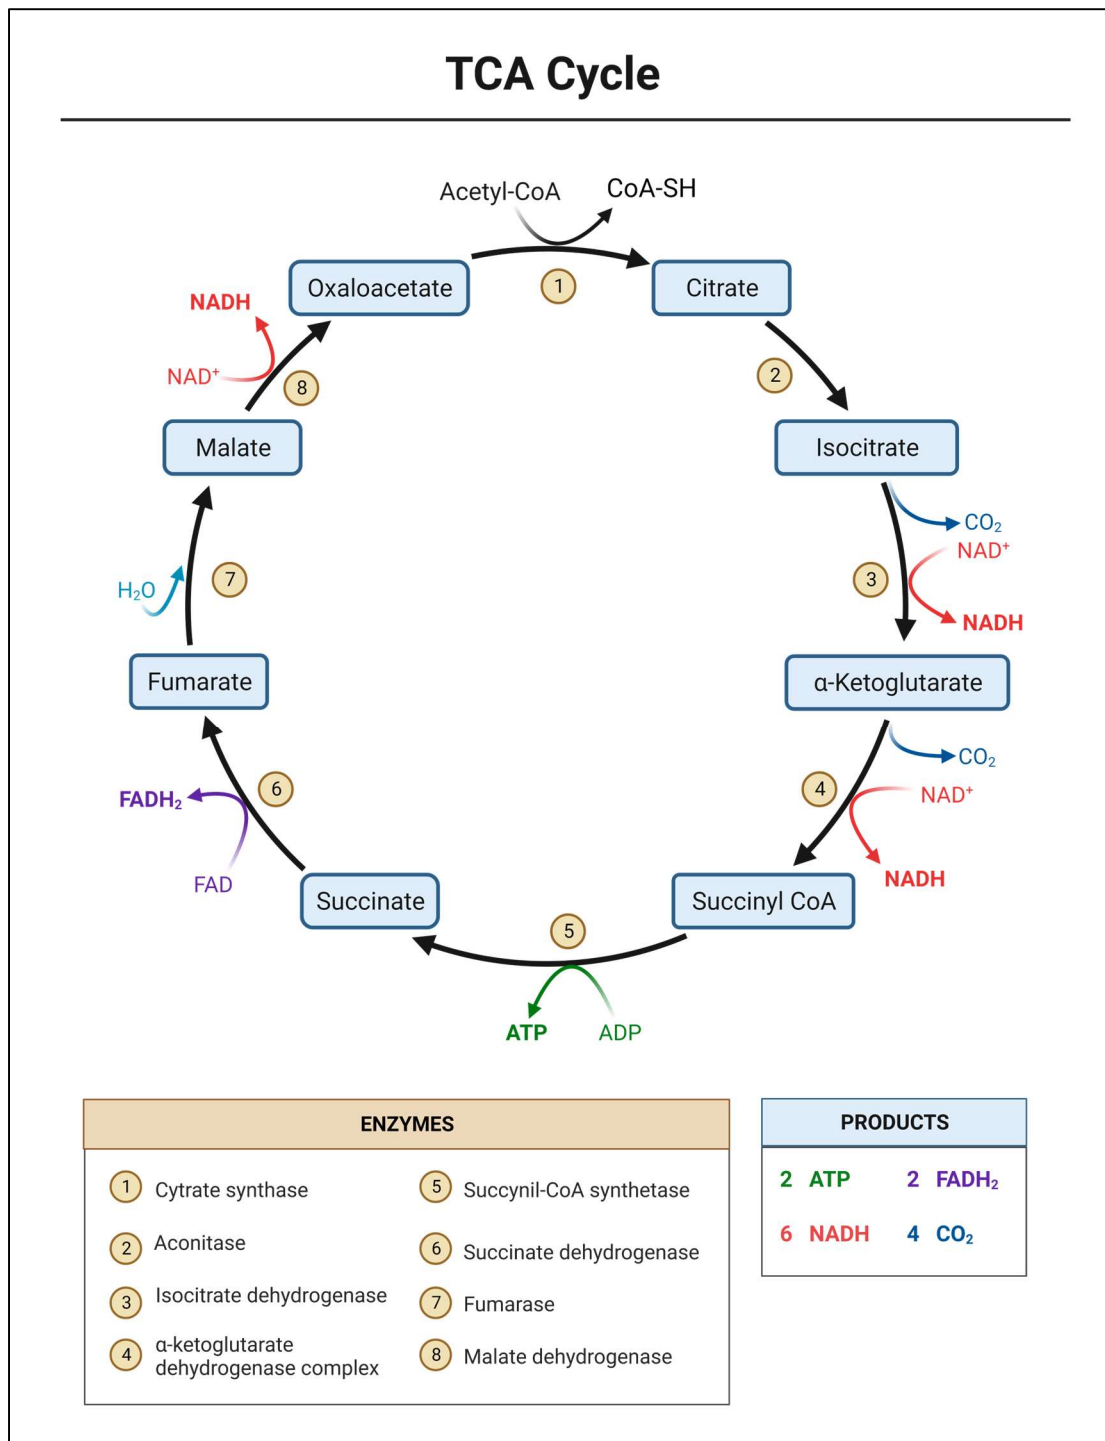 TCA Cycle
Acetyl-CoA
CoA-SH
Oxaloacetate
1
Citrate
NADH
NAD⁺
8
2
Malate
Isocitrate
CO₂
NAD⁺
3
NADH
H₂O
7
Fumarate
α-Ketoglutarate
CO₂
FADH₂
6
4
NAD⁺
FAD
NADH
Succinate
Succinyl CoA
5
ATP
ADP
ENZYMES
1 Cytrate synthase
2 Aconitase
3 Isocitrate dehydrogenase
4 α-ketoglutarate
dehydrogenase complex
5 Succynil-CoA synthetase
6 Succinate dehydrogenase
7 Fumarase
8 Malate dehydrogenase
PRODUCTS
2 ATP 2 FADH₂
6 NADH 4 CO₂